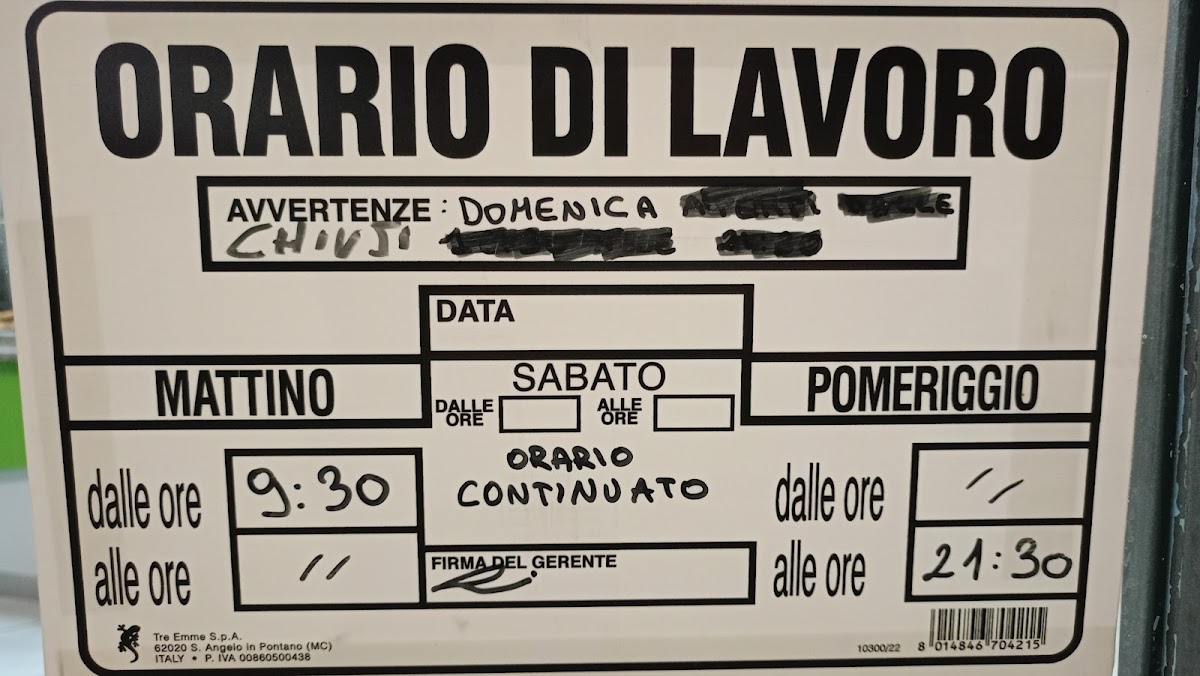 ORARIO DI LAVORO
AVVERTENZE: DOMENICA
CHIUSI
DATA
MATTINO
SABATO
DALLE ORE
ALLE ORE
POMERIGGIO
dalle ore 9:30
alle ore //
ORARIO
CONTINUATO
FIRMA DEL GERENTE
dalle ore //
alle ore 21:30
Tre Emme S.p.A.
62020 S. Angelo in Pontano (MC)
ITALY • P. IVA 00860500438
10300/22
8 014846 704215